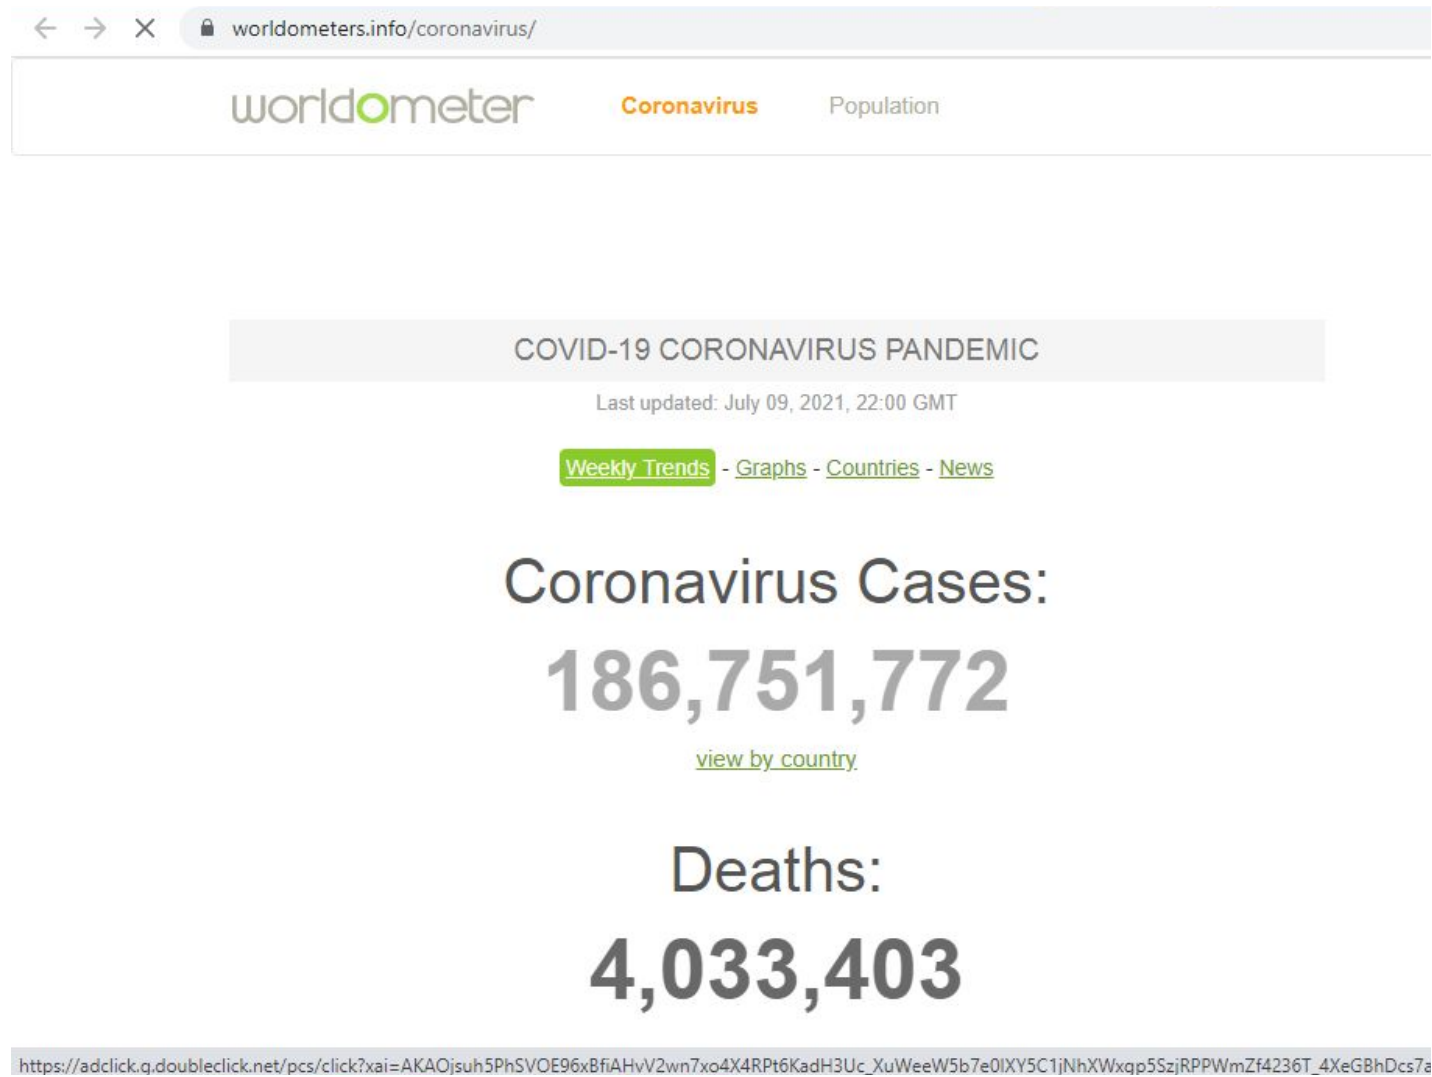 worldometers.info/coronavirus/
worldometer Coronavirus Population
COVID-19 CORONAVIRUS PANDEMIC
Last updated: July 09, 2021, 22:00 GMT
Weekly Trends - Graphs - Countries - News
Coronavirus Cases:
186,751,772
view by country
Deaths:
4,033,403
https://adclick.g.doubleclick.net/pcs/click?xai=AKAOjsuh5PhSVOE96xBfiAHvV2wn7xo4X4RPt6KadH3Uc_XuWeeW5b7e0IXY5C1jNhXWxqp5SzjRPPWmZf4236T_4XeGBhDcs7a